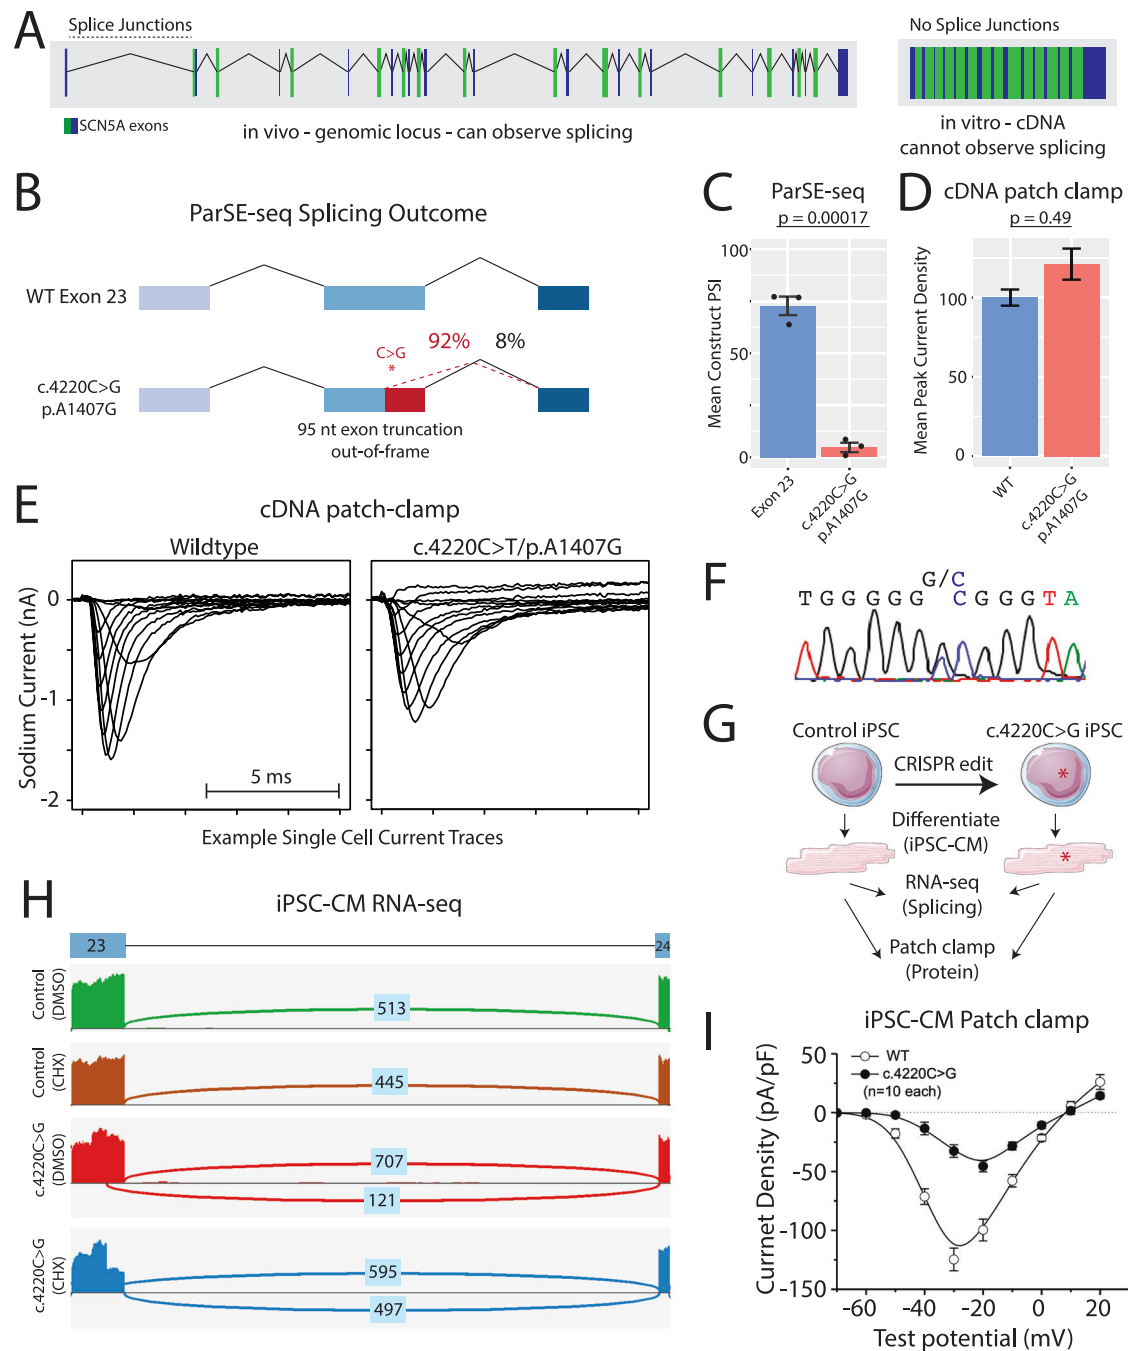 A
Splice Junctions
SCN5A exons
in vivo - genomic locus - can observe splicing
No Splice Junctions
in vitro - cDNA
cannot observe splicing
B
ParSE-seq Splicing Outcome
WT Exon 23
C>G
*
92%
8%
c.4220C>G
p.A1407G
95 nt exon truncation
out-of-frame
C
ParSE-seq
p = 0.00017
Mean Construct PSI
100
50
0
Exon 23
c.4220C>G
p.A1407G
D
cDNA patch clamp
p = 0.49
Mean Peak Current Density
100
50
0
WT
c.4220C>G
p.A1407G
E
cDNA patch-clamp
Wildtype
c.4220C>T/p.A1407G
Sodium Current (nA)
0
-1
-2
5 ms
Example Single Cell Current Traces
F
G/C
T G G G G G C G G G T A
G
Control iPSC
c.4220C>G iPSC
CRISPR edit
*
Differentiate
(iPSC-CM)
*
RNA-seq
(Splicing)
Patch clamp
(Protein)
H
iPSC-CM RNA-seq
23
24
Control
(DMSO)
513
Control
(CHX)
445
c.4220C>G
(DMSO)
707
121
c.4220C>G
(CHX)
595
497
I
iPSC-CM Patch clamp
WT
c.4220C>G
(n=10 each)
Currnet Density (pA/pF)
50
0
-50
-100
-150
-60 -40 -20 0 20
Test potential (mV)